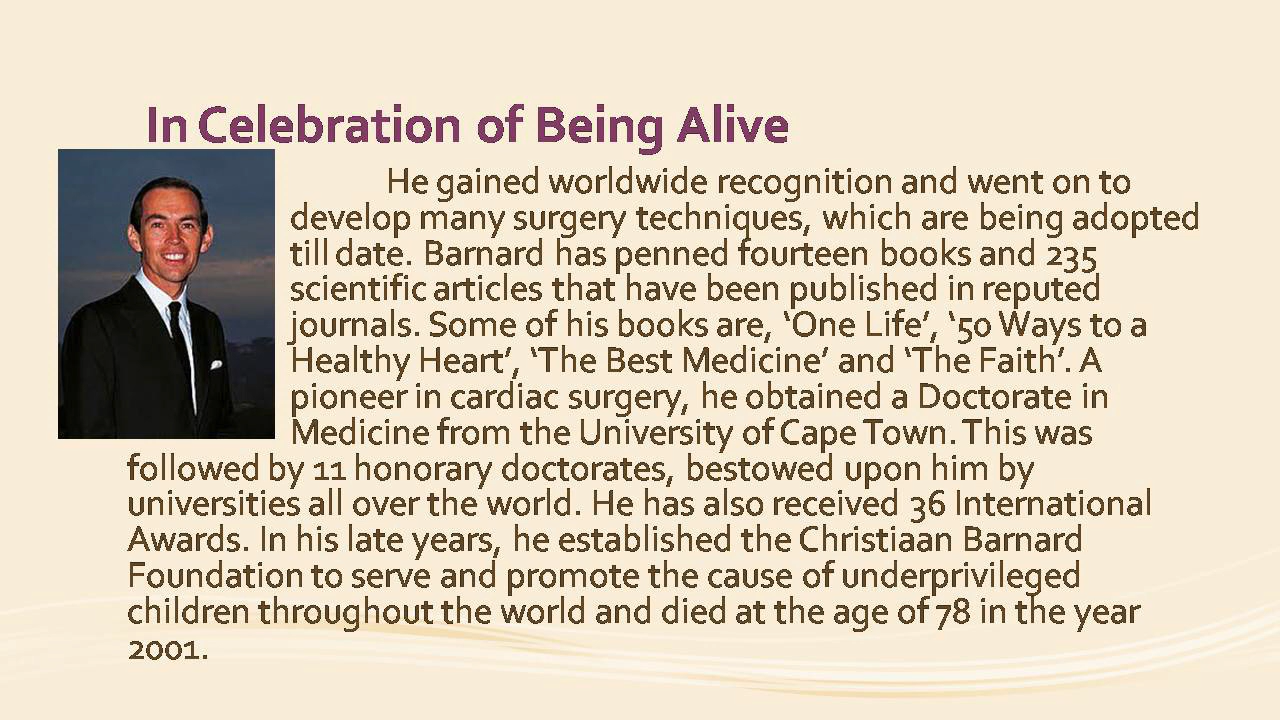 In Celebration of Being Alive
He gained worldwide recognition and went on to
develop many surgery techniques, which are being adopted
till date. Barnard has penned fourteen books and 235
scientific articles that have been published in reputed
journals. Some of his books are, ‘One Life’, ‘50 Ways to a
Healthy Heart’, ‘The Best Medicine’ and ‘The Faith’. A
pioneer in cardiac surgery, he obtained a Doctorate in
Medicine from the University of Cape Town. This was
followed by 11 honorary doctorates, bestowed upon him by
universities all over the world. He has also received 36 International
Awards. In his late years, he established the Christiaan Barnard
Foundation to serve and promote the cause of underprivileged
children throughout the world and died at the age of 78 in the year
2001.